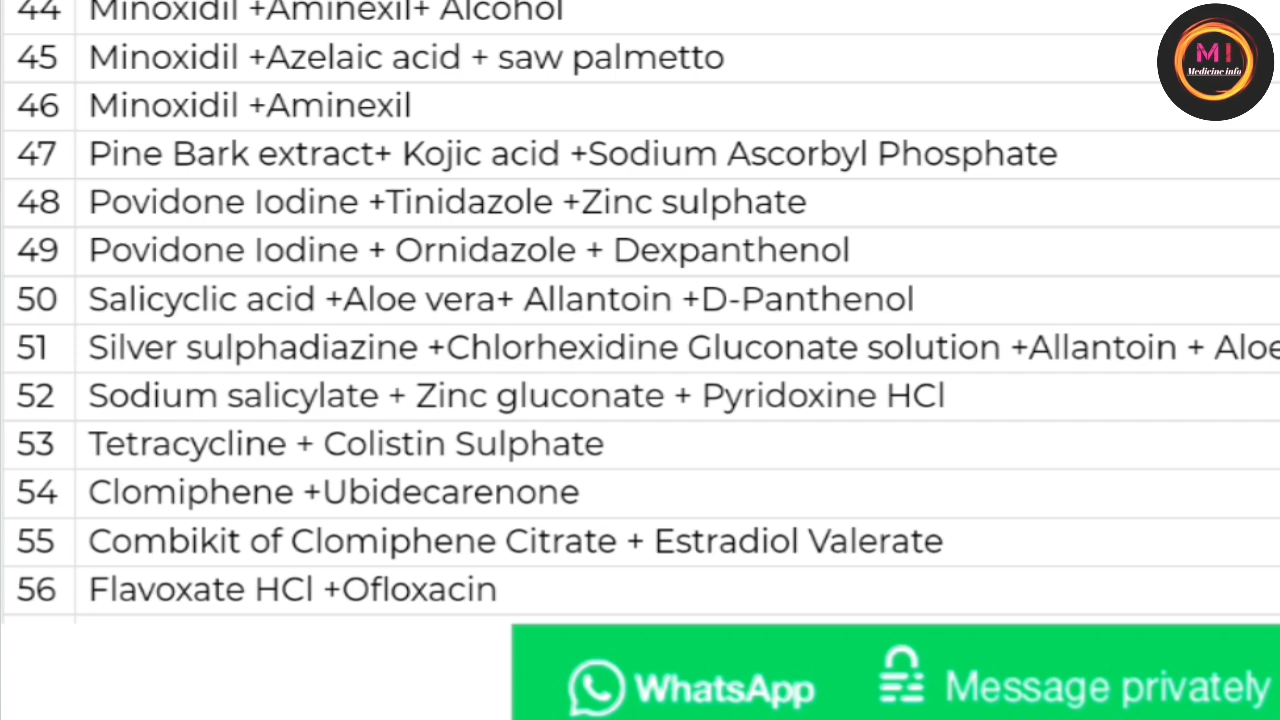 44 Minoxidil +Aminexil+ Alcohol
45 Minoxidil +Azelaic acid + saw palmetto
46 Minoxidil +Aminexil
47 Pine Bark extract+ Kojic acid +Sodium Ascorbyl Phosphate
48 Povidone Iodine +Tinidazole +Zinc sulphate
49 Povidone Iodine + Ornidazole + Dexpanthenol
50 Salicyclic acid +Aloe vera+ Allantoin +D-Panthenol
51 Silver sulphadiazine +Chlorhexidine Gluconate solution +Allantoin + Aloe
52 Sodium salicylate + Zinc gluconate + Pyridoxine HCl
53 Tetracycline + Colistin Sulphate
54 Clomiphene +Ubidecarenone
55 Combikit of Clomiphene Citrate + Estradiol Valerate
56 Flavoxate HCl +Ofloxacin
MI
Medicine info
WhatsApp Message privately